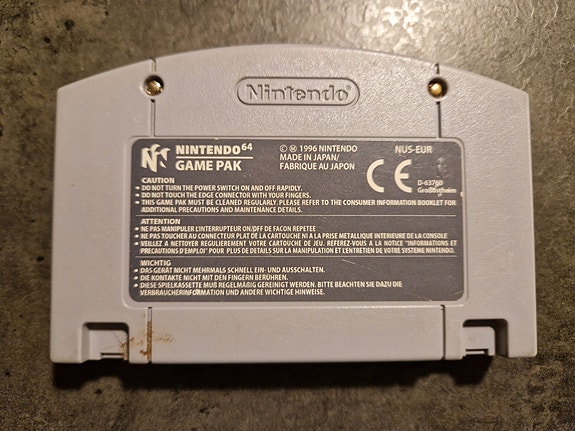 Nintendo
NINTENDO 64
GAME PAK
© Ⓜ 1996 NINTENDO
MADE IN JAPAN/
FABRIQUE AU JAPON
NUS-EUR
CE
D-63760
Großostheim
CAUTION
• DO NOT TURN THE POWER SWITCH ON AND OFF RAPIDLY.
• DO NOT TOUCH THE EDGE CONNECTOR WITH YOUR FINGERS.
• THIS GAME PAK MUST BE CLEANED REGULARLY. PLEASE REFER TO THE CONSUMER INFORMATION BOOKLET FOR
ADDITIONAL PRECAUTIONS AND MAINTENANCE DETAILS.
ATTENTION
• NE PAS MANIPULER L'INTERRUPTEUR ON/OFF DE FACON REPETEE
• NE PAS TOUCHER AU CONNECTEUR PLAT DE LA CARTOUCHE NI A LA PRISE METALLIQUE INTERIEURE DE LA CONSOLE
• VEUILLEZ A NETTOYER REGULIEREMENT VOTRE CARTOUCHE DE JEU. REFEREZ-VOUS A LA NOTICE "INFORMATIONS ET
PRECAUTIONS D'EMPLOI" POUR PLUS DE DETAILS SUR LA MANIPULATION ET L'ENTRETIEN DE VOTRE SYSTEME NINTENDO.
WICHTIG
• DAS GERÄT NICHT MEHRMALS SCHNELL EIN- UND AUSSCHALTEN.
• DIE KONTAKTE NICHT MIT DEN FINGERN BERÜHREN.
• DIESE SPIELKASSETTE MUß REGELMÄßIG GEREINIGT WERDEN. BITTE BEACHTEN SIE DAZU DIE
VERBRAUCHERINFORMATION UND ANDERE WICHTIGE HINWEISE.